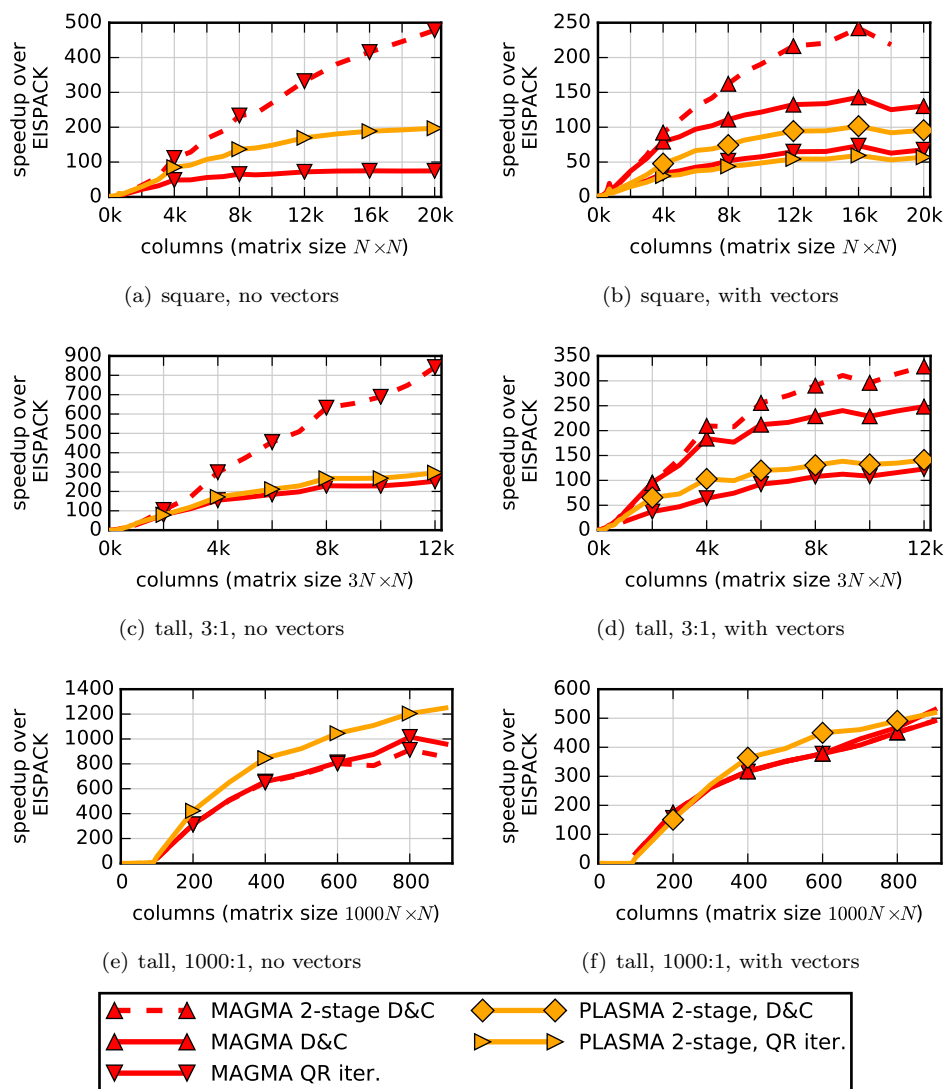 speedup over
EISPACK
500
400
300
200
100
0
0k 4k 8k 12k 16k 20k
columns (matrix size N×N)
(a) square, no vectors
speedup over
EISPACK
250
200
150
100
50
0
0k 4k 8k 12k 16k 20k
columns (matrix size N×N)
(b) square, with vectors
speedup over
EISPACK
900
800
700
600
500
400
300
200
100
0
0k 4k 8k 12k
columns (matrix size 3N×N)
(c) tall, 3:1, no vectors
speedup over
EISPACK
350
300
250
200
150
100
50
0
0k 4k 8k 12k
columns (matrix size 3N×N)
(d) tall, 3:1, with vectors
speedup over
EISPACK
1400
1200
1000
800
600
400
200
0
0 200 400 600 800
columns (matrix size 1000N×N)
(e) tall, 1000:1, no vectors
speedup over
EISPACK
600
500
400
300
200
100
0
0 200 400 600 800
columns (matrix size 1000N×N)
(f) tall, 1000:1, with vectors
MAGMA 2-stage D&C
MAGMA D&C
MAGMA QR iter.
PLASMA 2-stage, D&C
PLASMA 2-stage, QR iter.